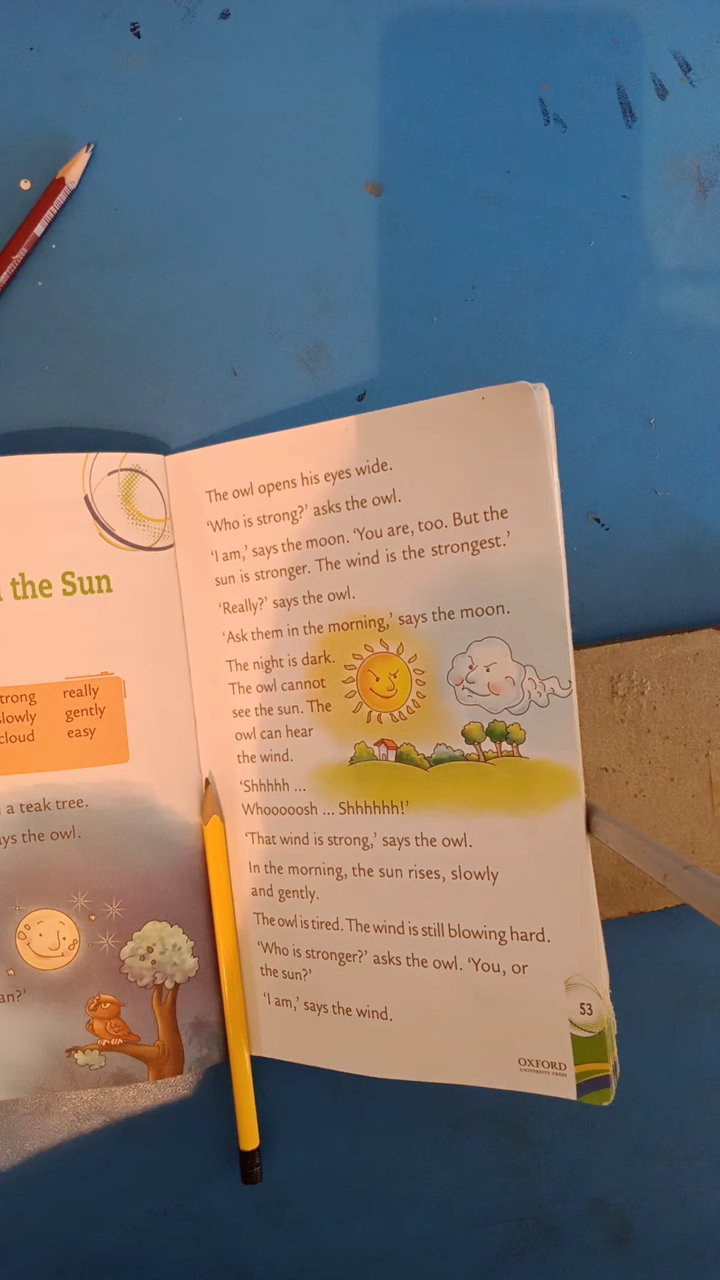 the Sun
really
slowly
gently
cloud
easy
a teak tree.
says the owl.
The owl opens his eyes wide.
'Who is strong?' asks the owl.
'I am,' says the moon. 'You are, too. But the
sun is stronger. The wind is the strongest.'
'Really?' says the owl.
'Ask them in the morning,' says the moon.
The night is dark.
The owl cannot
see the sun. The
owl can hear
the wind.
'Shhhhh ...
Whooooosh ... Shhhhhh!'
'That wind is strong,' says the owl.
In the morning, the sun rises, slowly
and gently.
The owl is tired. The wind is still blowing hard.
'Who is stronger?' asks the owl. 'You, or
the sun?'
'I am,' says the wind.
53
OXFORD
UNIVERSITY PRESS